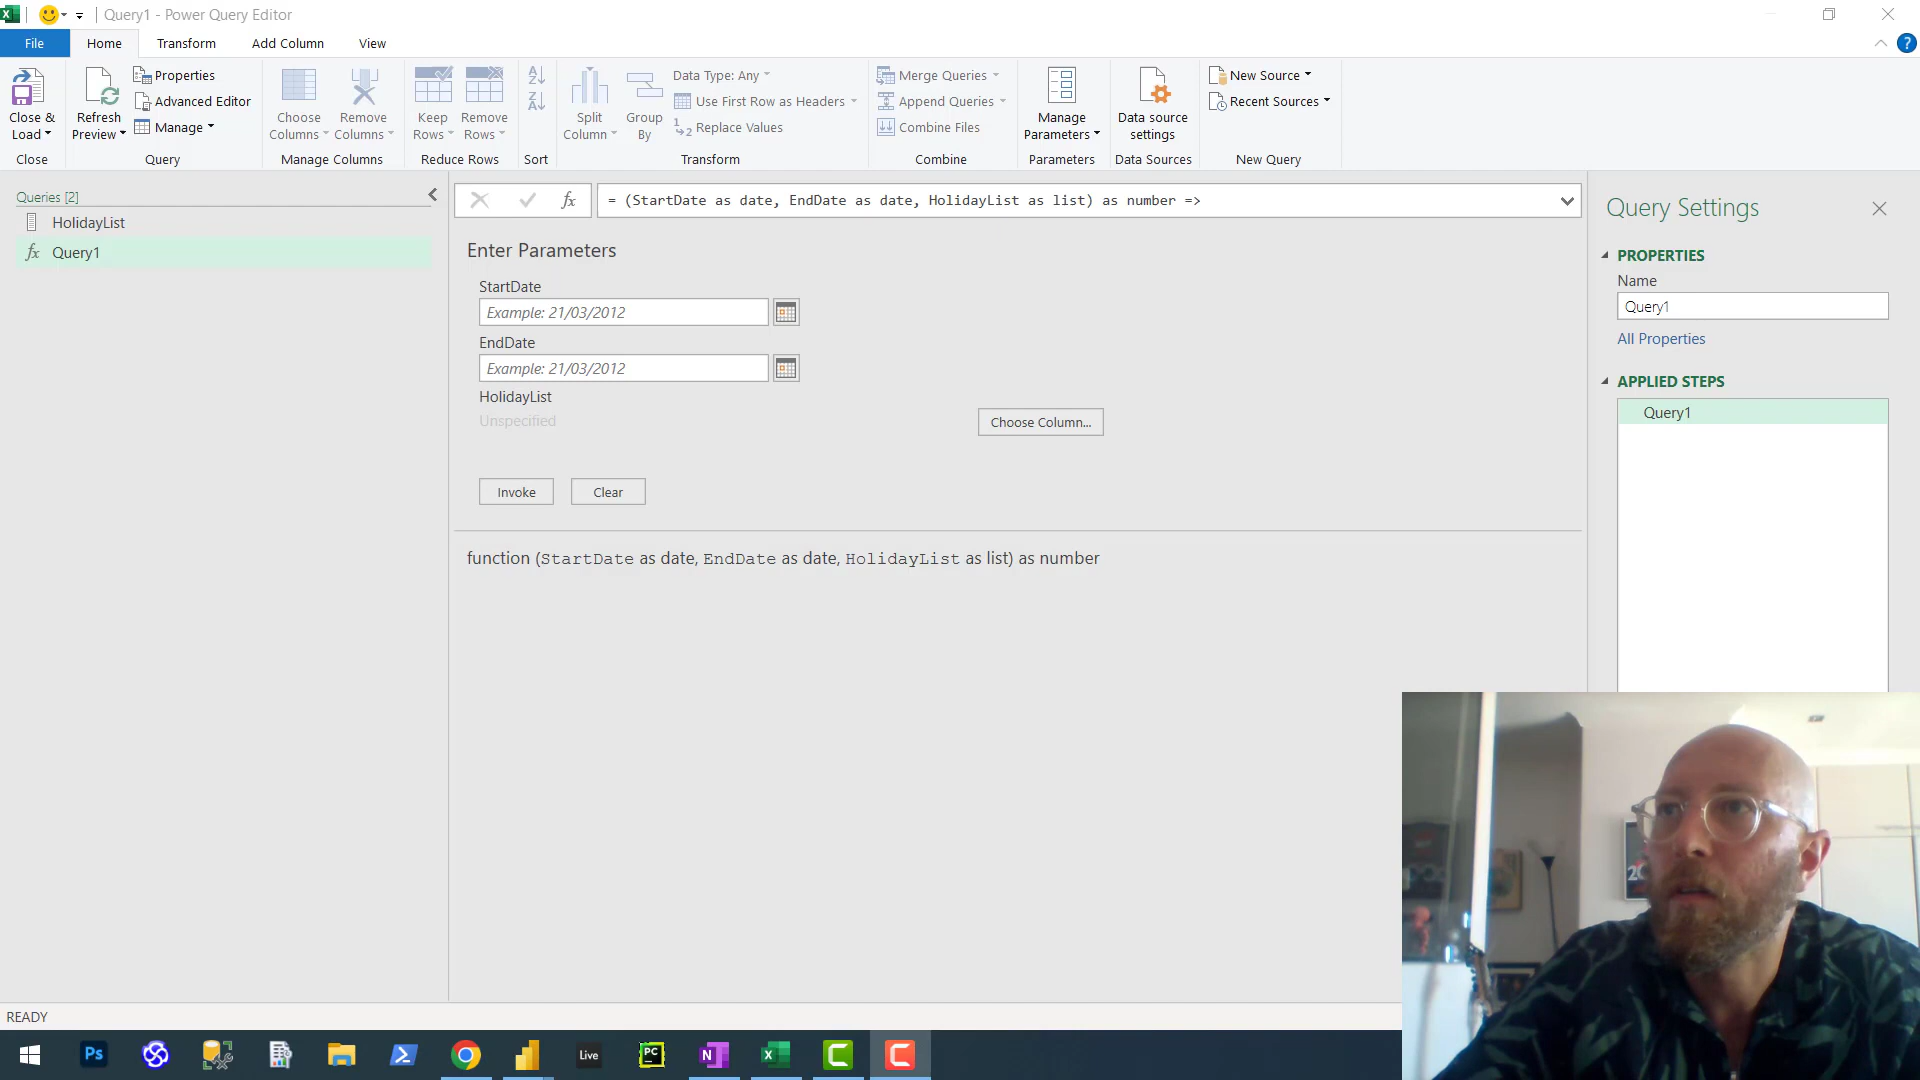 Query1 - Power Query Editor
File Home Transform Add Column View
Close & Load
Refresh Preview
Properties
Advanced Editor
Manage
Choose Columns
Remove Columns
Keep Rows
Remove Rows
Split Column
Group By
Data Type: Any
Use First Row as Headers
Replace Values
Merge Queries
Append Queries
Combine Files
Manage Parameters
Data source settings
New Source
Recent Sources
Close Query Manage Columns Reduce Rows Sort Transform Combine Parameters Data Sources New Query
Queries [2]
HolidayList
fx Query1
fx = (StartDate as date, EndDate as date, HolidayList as list) as number =>
Enter Parameters
StartDate
Example: 21/03/2012
EndDate
Example: 21/03/2012
HolidayList
Unspecified
Choose Column...
Invoke Clear
function (StartDate as date, EndDate as date, HolidayList as list) as number
Query Settings
PROPERTIES
Name
Query1
All Properties
APPLIED STEPS
Query1
READY
Ps
Live
PC
N